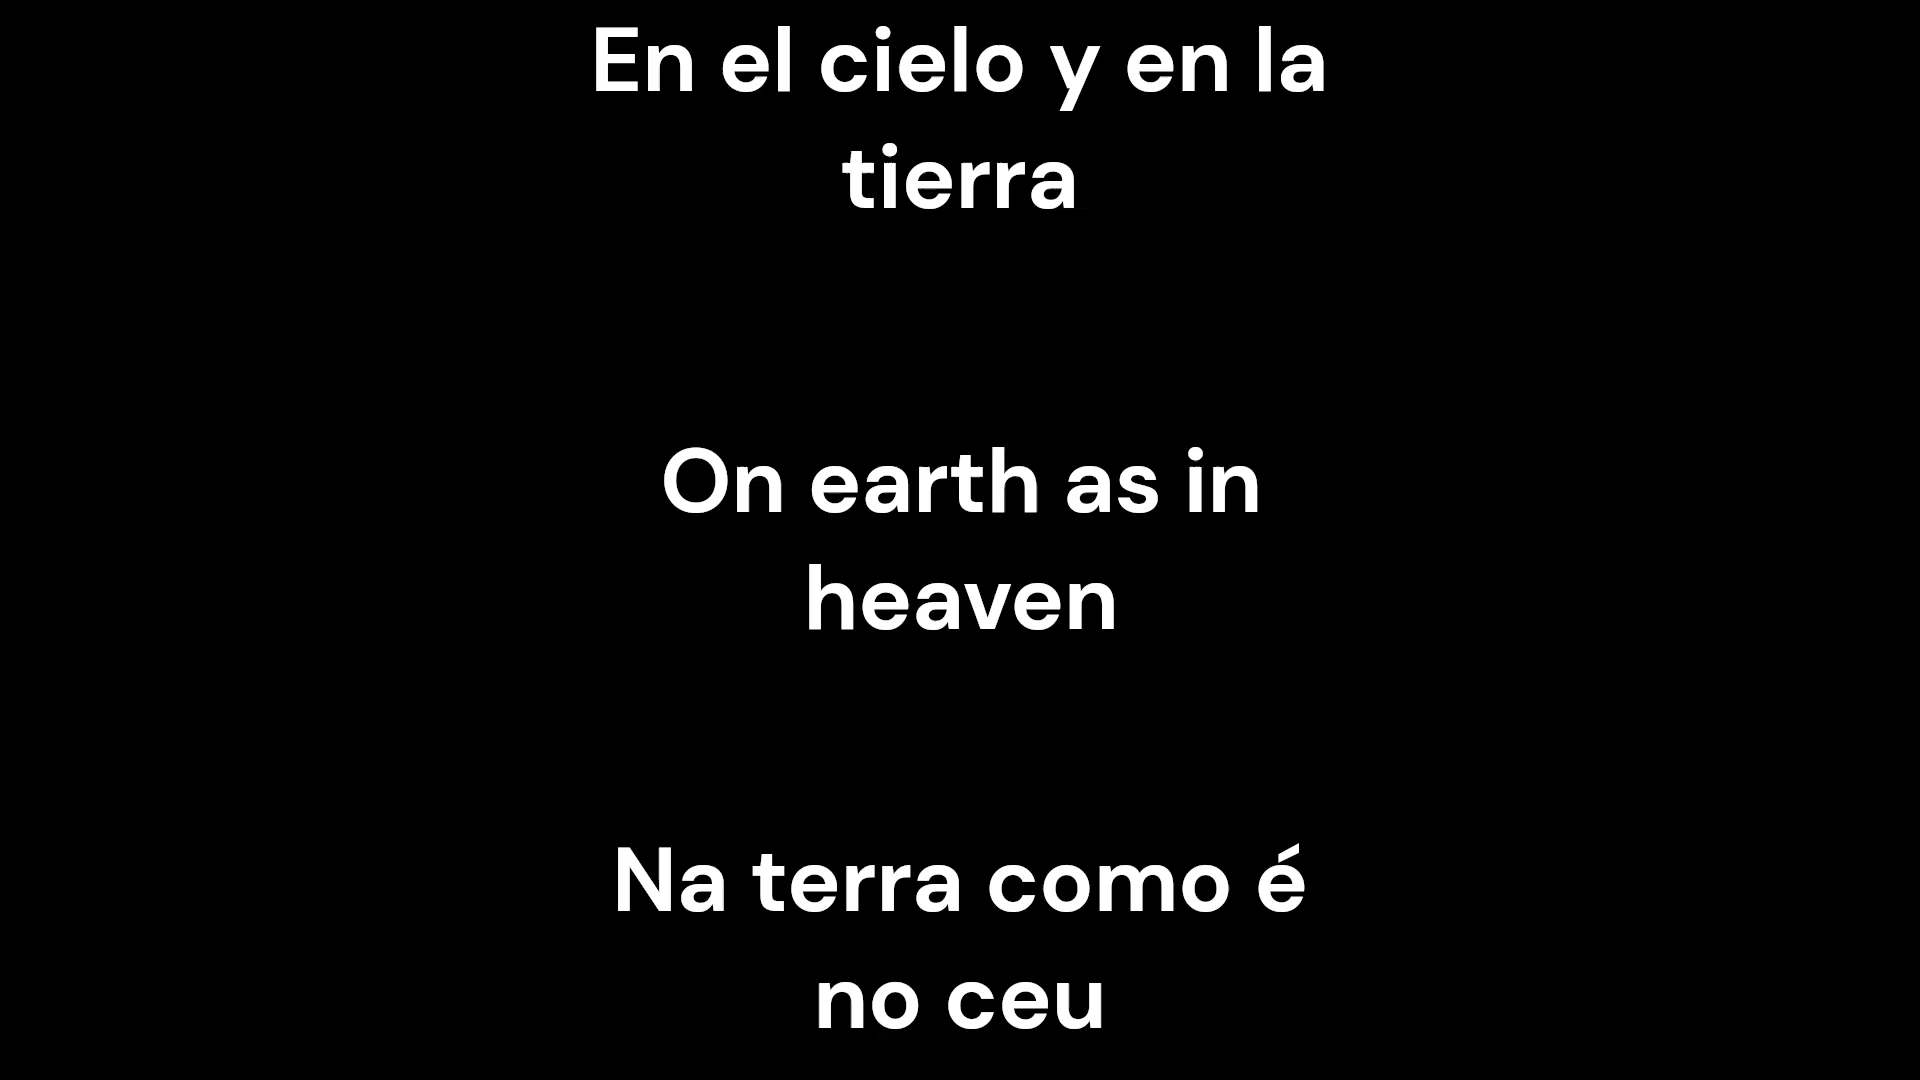 En el cielo y en la
tierra
On earth as in
heaven
Na terra como é
no ceu